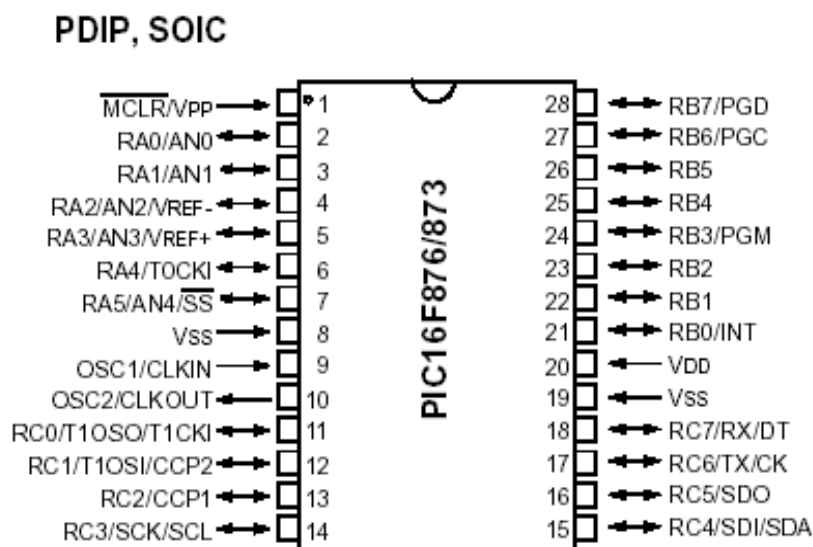 PDIP, SOIC
MCLR/VPP 1 28 RB7/PGD
RA0/AN0 2 27 RB6/PGC
RA1/AN1 3 26 RB5
RA2/AN2/VREF- 4 25 RB4
RA3/AN3/VREF+ 5 24 RB3/PGM
RA4/T0CKI 6 23 RB2
RA5/AN4/SS 7 22 RB1
VSS 8 21 RB0/INT
OSC1/CLKIN 9 20 VDD
OSC2/CLKOUT 10 19 VSS
RC0/T1OSO/T1CKI 11 18 RC7/RX/DT
RC1/T1OSI/CCP2 12 17 RC6/TX/CK
RC2/CCP1 13 16 RC5/SDO
RC3/SCK/SCL 14 15 RC4/SDI/SDA
PIC16F876/873